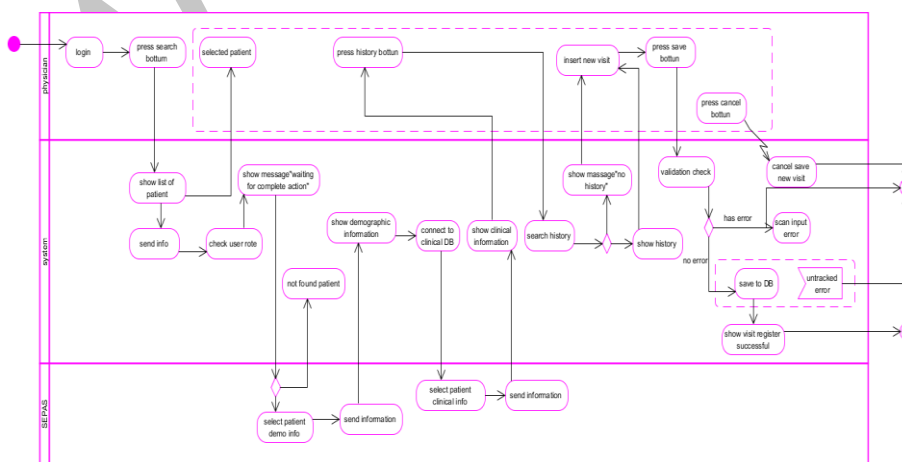 physician
login
press search
bottum
selected patient
press history bottun
insert new visit
press save
bottun
press cancel
bottun
system
show list of
patient
show message"waiting
for complete action"
send info
check user rote
show demographic
information
connect to
clinical DB
show clinical
information
search history
show massage"no
history"
show history
validation check
cancel save
new visit
has error
scan input
error
no error
not found patient
save to DB
untracked
error
show visit register
successful
SEPAS
select patient
demo info
send information
select patient
clinical info
send information